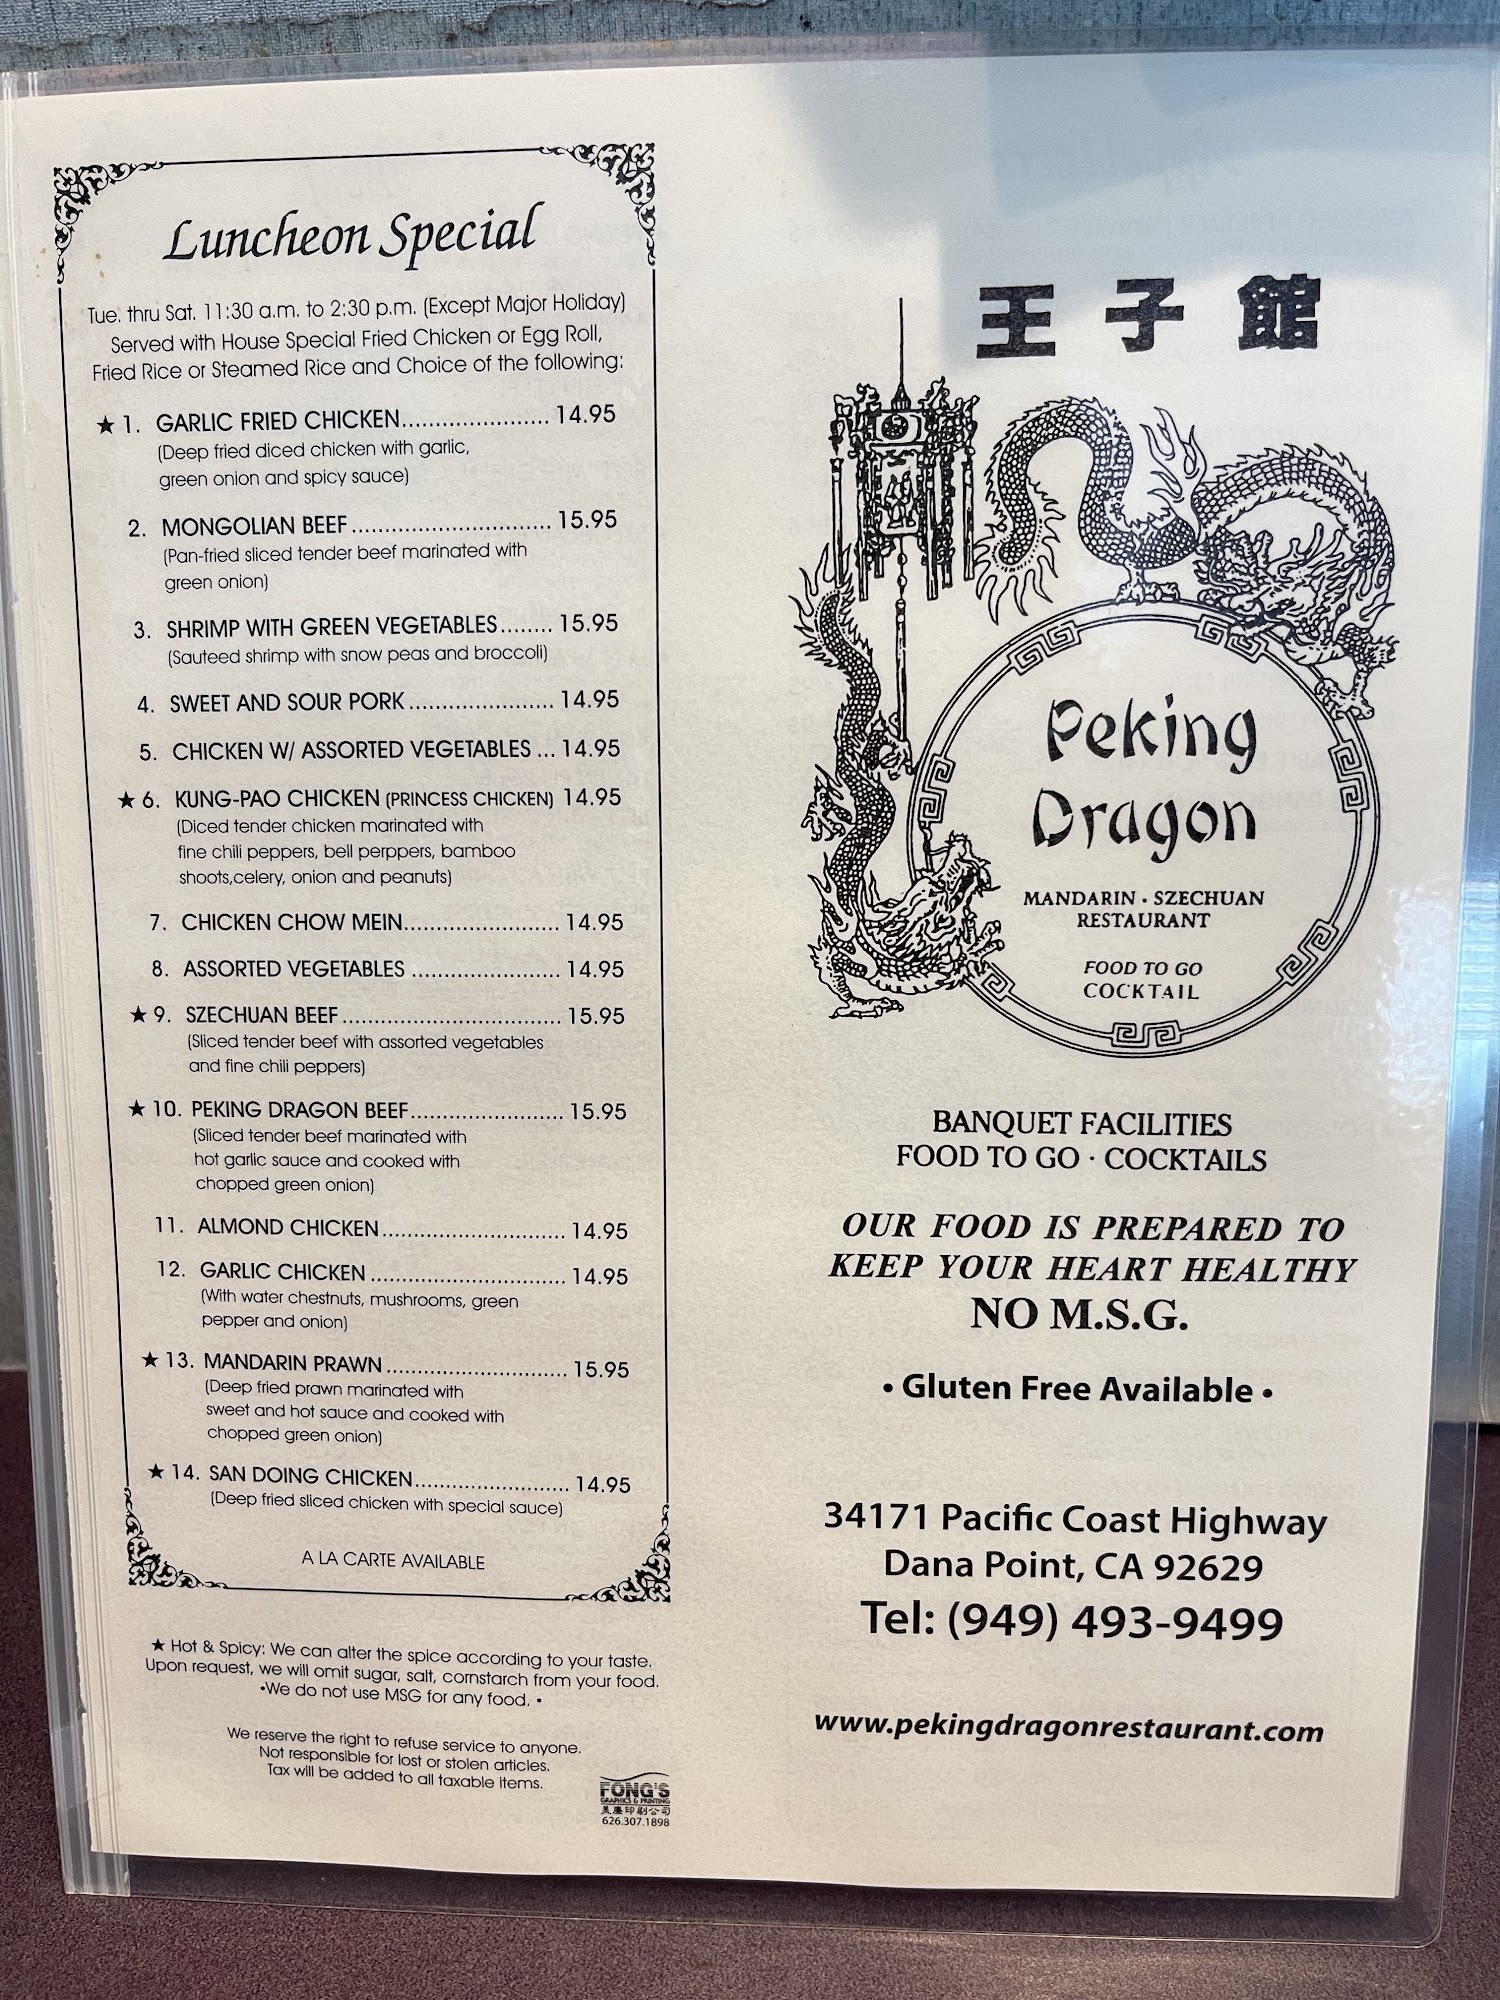 Luncheon Special
Tue. thru Sat. 11:30 a.m. to 2:30 p.m. (Except Major Holiday)
Served with House Special Fried Chicken or Egg Roll,
Fried Rice or Steamed Rice and Choice of the following:
★ 1. GARLIC FRIED CHICKEN...................... 14.95
(Deep fried diced chicken with garlic,
green onion and spicy sauce)
2. MONGOLIAN BEEF.............................. 15.95
(Pan-fried sliced tender beef marinated with
green onion)
3. SHRIMP WITH GREEN VEGETABLES........ 15.95
(Sauteed shrimp with snow peas and broccoli)
4. SWEET AND SOUR PORK...................... 14.95
5. CHICKEN W/ ASSORTED VEGETABLES ... 14.95
★ 6. KUNG-PAO CHICKEN (PRINCESS CHICKEN) 14.95
(Diced tender chicken marinated with
fine chili peppers, bell perppers, bamboo
shoots,celery, onion and peanuts)
7. CHICKEN CHOW MEIN........................ 14.95
8. ASSORTED VEGETABLES ....................... 14.95
★ 9. SZECHUAN BEEF.................................. 15.95
(Sliced tender beef with assorted vegetables
and fine chili peppers)
★ 10. PEKING DRAGON BEEF....................... 15.95
(Sliced tender beef marinated with
hot garlic sauce and cooked with
chopped green onion)
11. ALMOND CHICKEN............................ 14.95
12. GARLIC CHICKEN.............................. 14.95
(With water chestnuts, mushrooms, green
pepper and onion)
★ 13. MANDARIN PRAWN............................ 15.95
(Deep fried prawn marinated with
sweet and hot sauce and cooked with
chopped green onion)
★ 14. SAN DOING CHICKEN........................ 14.95
(Deep fried sliced chicken with special sauce)
A LA CARTE AVAILABLE
★ Hot & Spicy: We can alter the spice according to your taste.
Upon request, we will omit sugar, salt, cornstarch from your food.
•We do not use MSG for any food. •
We reserve the right to refuse service to anyone.
Not responsible for lost or stolen articles.
Tax will be added to all taxable items.
FONG'S
GRAPHICS & PRINTING
626.307.1898
王子館
Peking
Dragon
MANDARIN · SZECHUAN
RESTAURANT
FOOD TO GO
COCKTAIL
BANQUET FACILITIES
FOOD TO GO · COCKTAILS
OUR FOOD IS PREPARED TO
KEEP YOUR HEART HEALTHY
NO M.S.G.
• Gluten Free Available •
34171 Pacific Coast Highway
Dana Point, CA 92629
Tel: (949) 493-9499
www.pekingdragonrestaurant.com